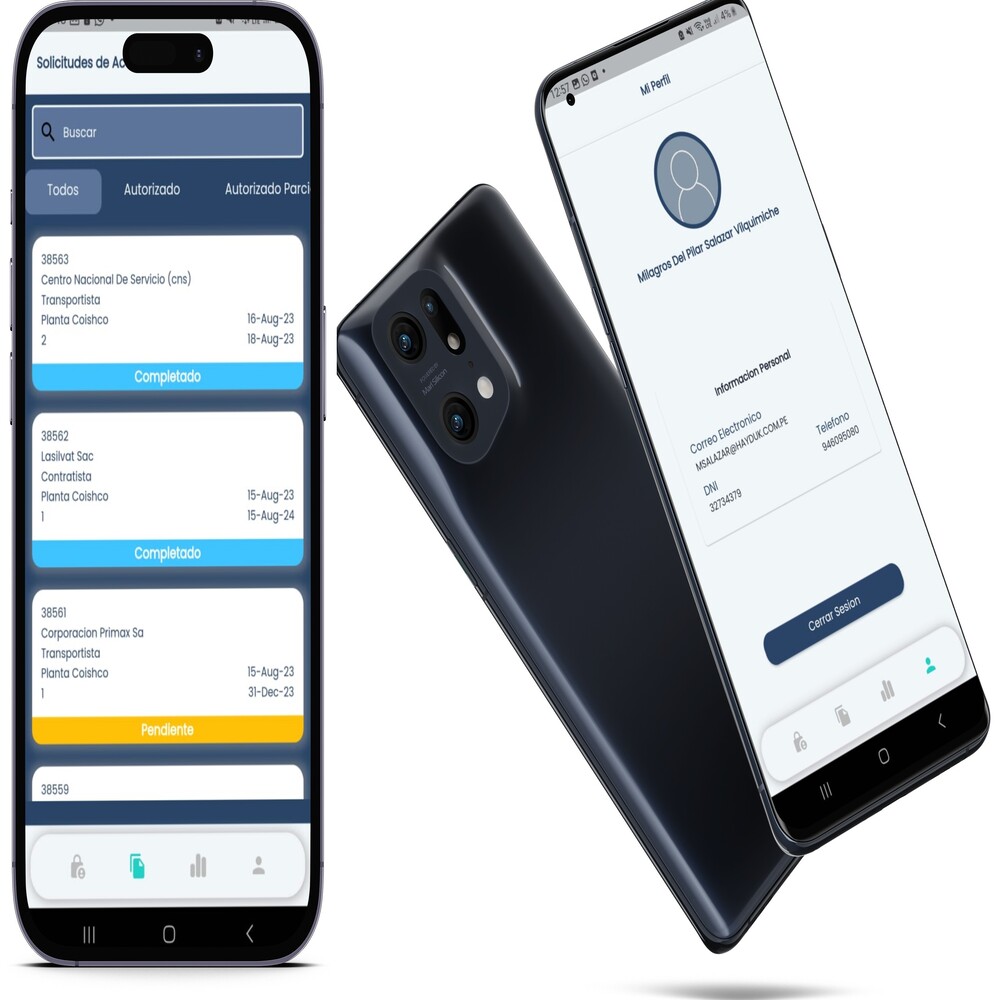 Solicitudes de Ac
Buscar
Todos
Autorizado
Autorizado Parci
38563
Centro Nacional De Servicio (cns)
Transportista
Planta Coishco
16-Aug-23
2
18-Aug-23
Completado
38562
Lasilvat Sac
Contratista
Planta Coishco
15-Aug-23
1
15-Aug-24
Completado
38561
Corporacion Primax Sa
Transportista
Planta Coishco
15-Aug-23
1
31-Dec-23
Pendiente
38559
MariSilicon
12:57
4%
Mi Perfil
Milagros Del Pilar Salazar Vilquimiche
Informacion Personal
Correo Electronico
MSALAZAR@HAYDUK.COM.PE
Telefono
946095080
DNI
32734379
Cerrar Sesion